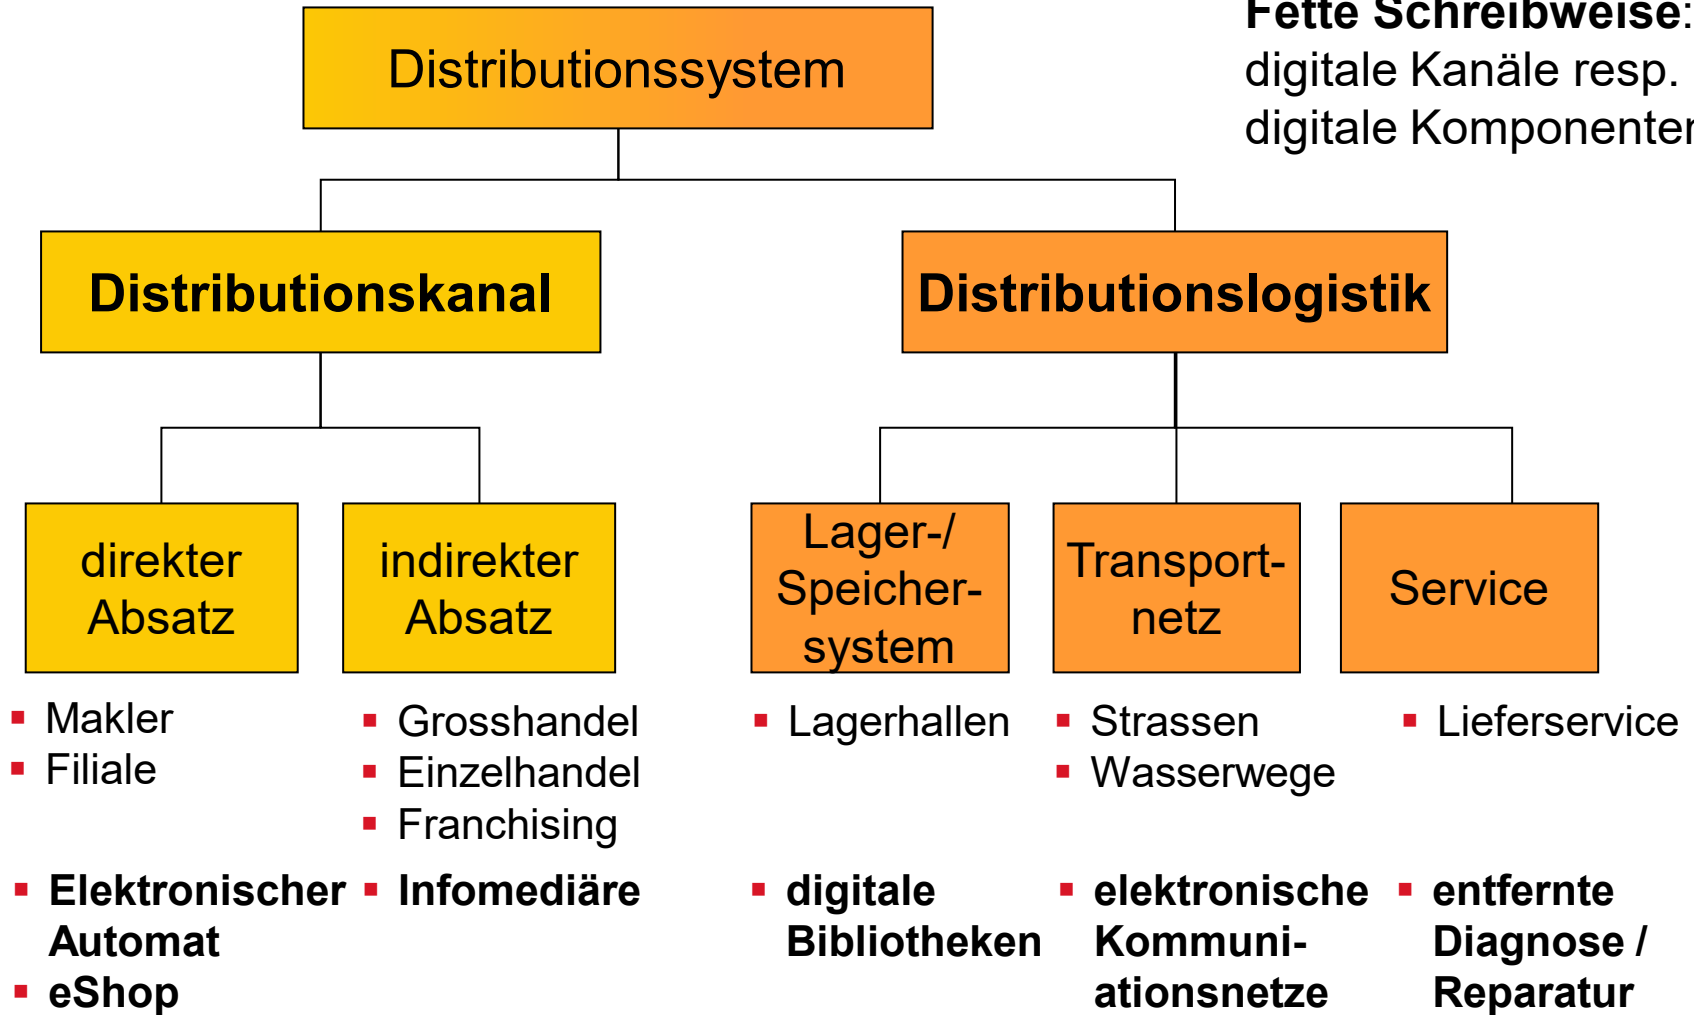 Fette Schreibweise:
digitale Kanäle resp.
digitale Komponenten
Distributionssystem
Distributionskanal
Distributionslogistik
direkter
Absatz
indirekter
Absatz
Lager-/
Speicher-
system
Transport-
netz
Service
Makler
Filiale
Grosshandel
Einzelhandel
Franchising
Lagerhallen
Strassen
Wasserwege
Lieferservice
Elektronischer
Automat
eShop
Infomediäre
digitale
Bibliotheken
elektronische
Kommuni-
ationsnetze
entfernte
Diagnose /
Reparatur